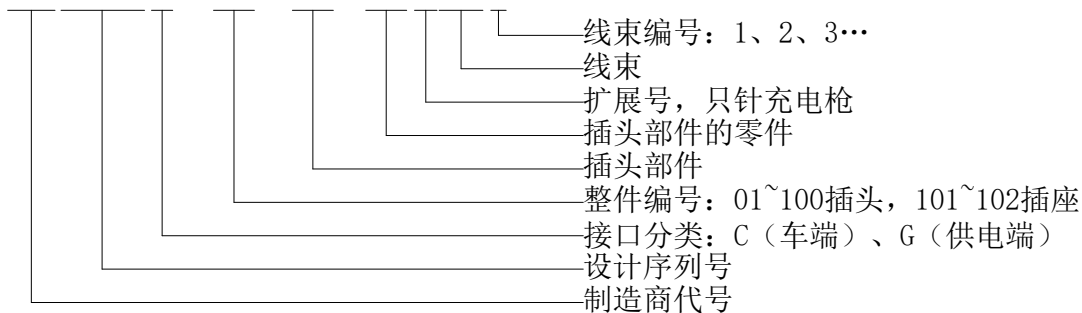 线束编号：1、2、3…
线束
扩展号，只针充电枪
插头部件的零件
插头部件
整件编号：01~100插头，101~102插座
接口分类：C（车端）、G（供电端）
设计序列号
制造商代号